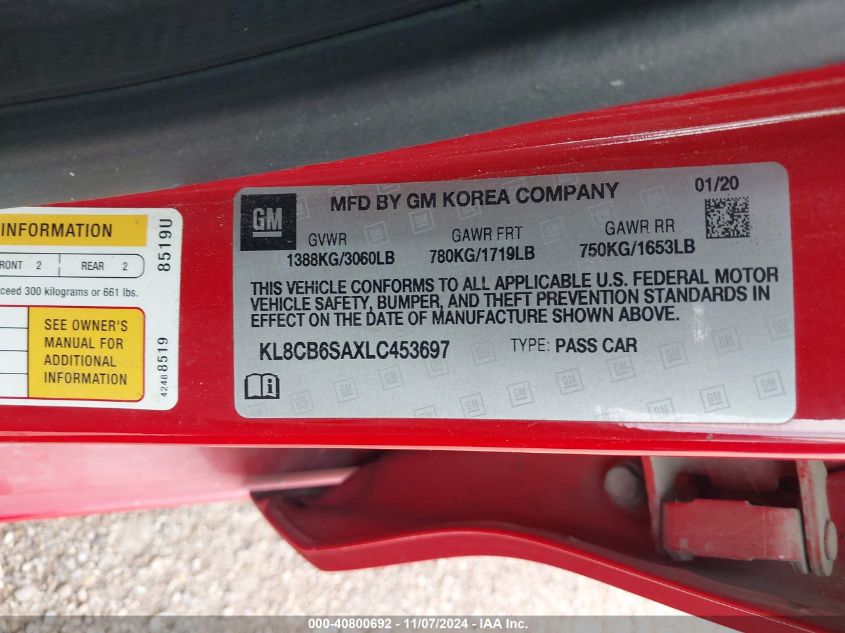 INFORMATION
FRONT 2 REAR 2
ceed 300 kilograms or 661 lbs.
SEE OWNER'S
MANUAL FOR
ADDITIONAL
INFORMATION
8519U
4248 8519
GM
MFD BY GM KOREA COMPANY
01/20
GVWR GAWR FRT GAWR RR
1388KG/3060LB 780KG/1719LB 750KG/1653LB
THIS VEHICLE CONFORMS TO ALL APPLICABLE U.S. FEDERAL MOTOR
VEHICLE SAFETY, BUMPER, AND THEFT PREVENTION STANDARDS IN
EFFECT ON THE DATE OF MANUFACTURE SHOWN ABOVE.
KL8CB6SAXLC453697 TYPE: PASS CAR
000-40800692 - 11/07/2024 - IAA Inc.